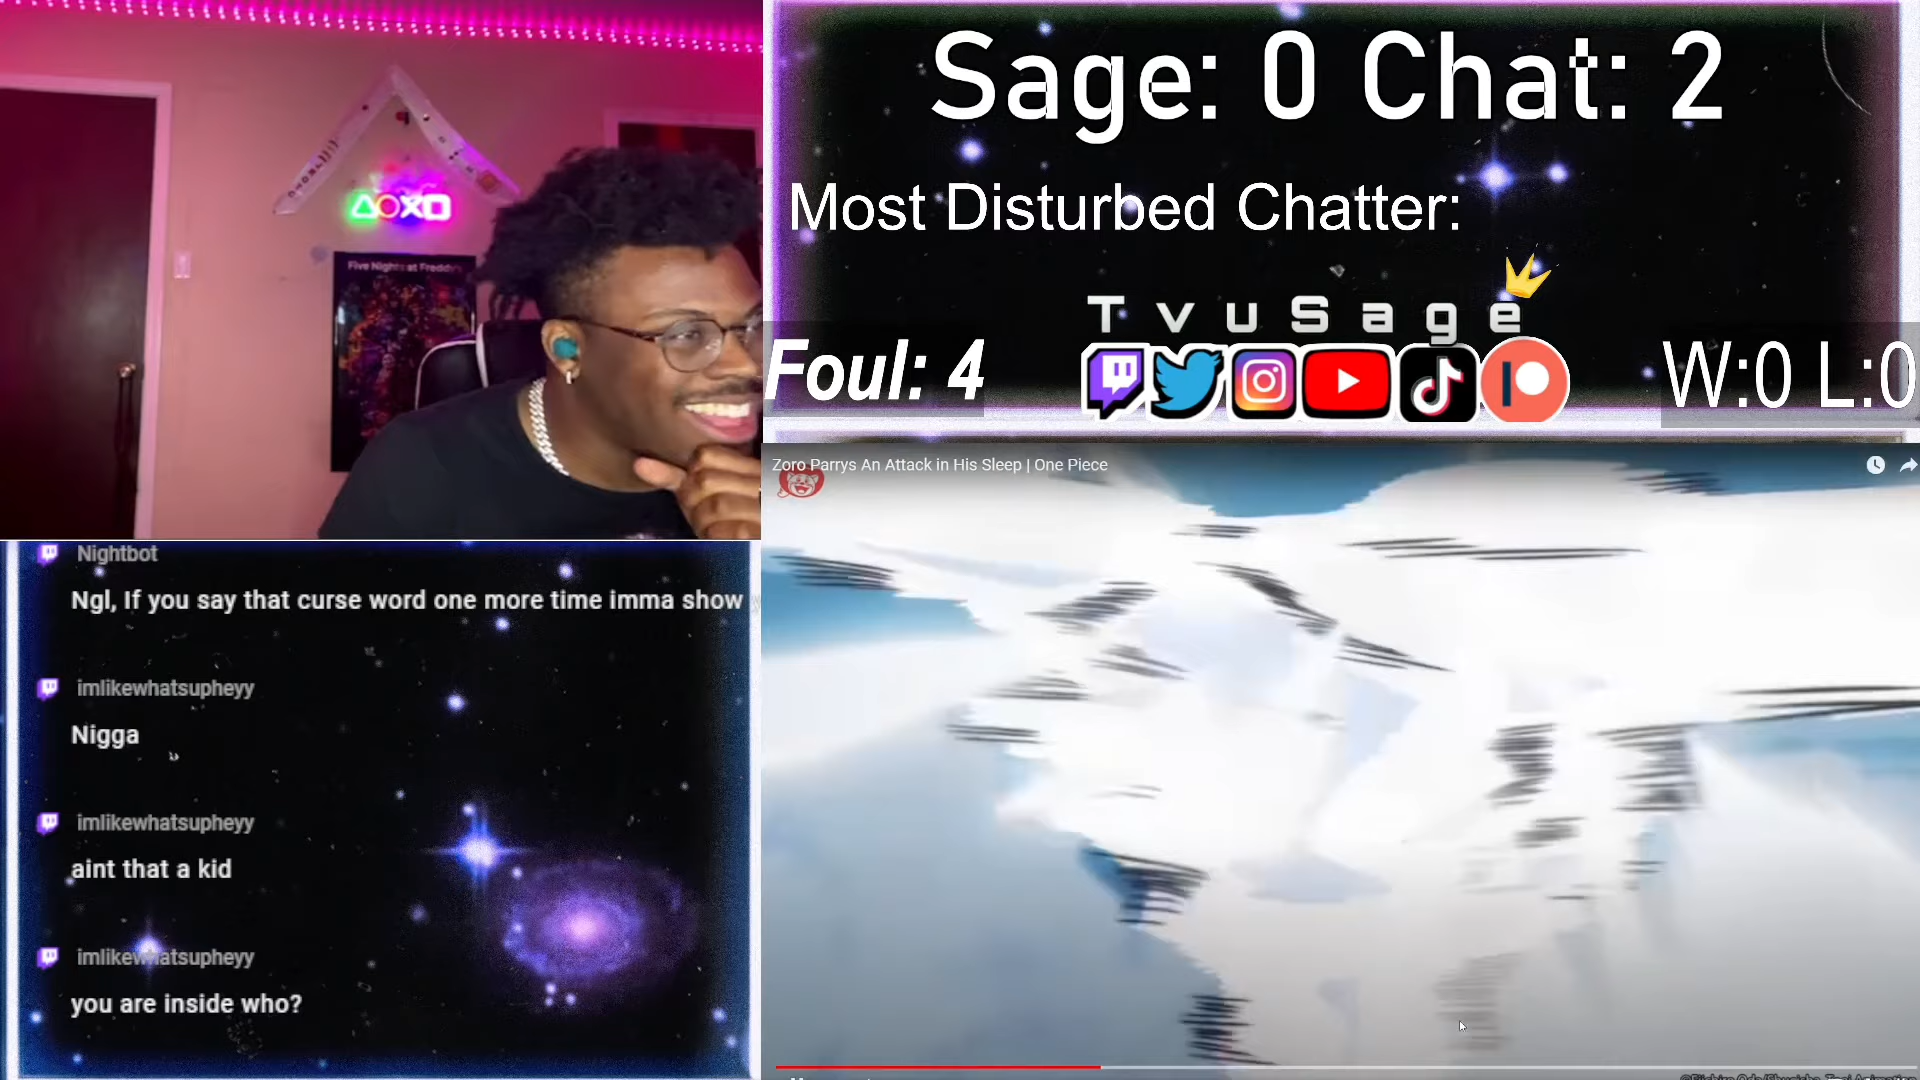 Sage: 0 Chat: 2
Most Disturbed Chatter:
TvuSage
Foul: 4
W:0 L:0
Five Nights at Freddy's
Zoro Parrys An Attack in His Sleep | One Piece
Nightbot
Ngl, If you say that curse word one more time imma show
imlikewhatsupheyy
Nigga
imlikewhatsupheyy
aint that a kid
imlikewhatsupheyy
you are inside who?